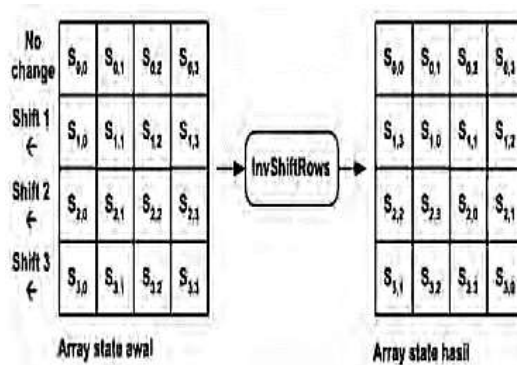 No change S0,0 S0,1 S0,2 S0,3 S0,0 S0,1 S0,2 S0,3
Shift 1 ← S1,0 S1,1 S1,2 S1,3 InvShiftRows S1,3 S1,0 S1,1 S1,2
Shift 2 ← S2,0 S2,1 S2,2 S2,3 S2,2 S2,3 S2,0 S2,1
Shift 3 ← S3,0 S3,1 S3,2 S3,3 S3,1 S3,2 S3,3 S3,0
Array state awal Array state hasil